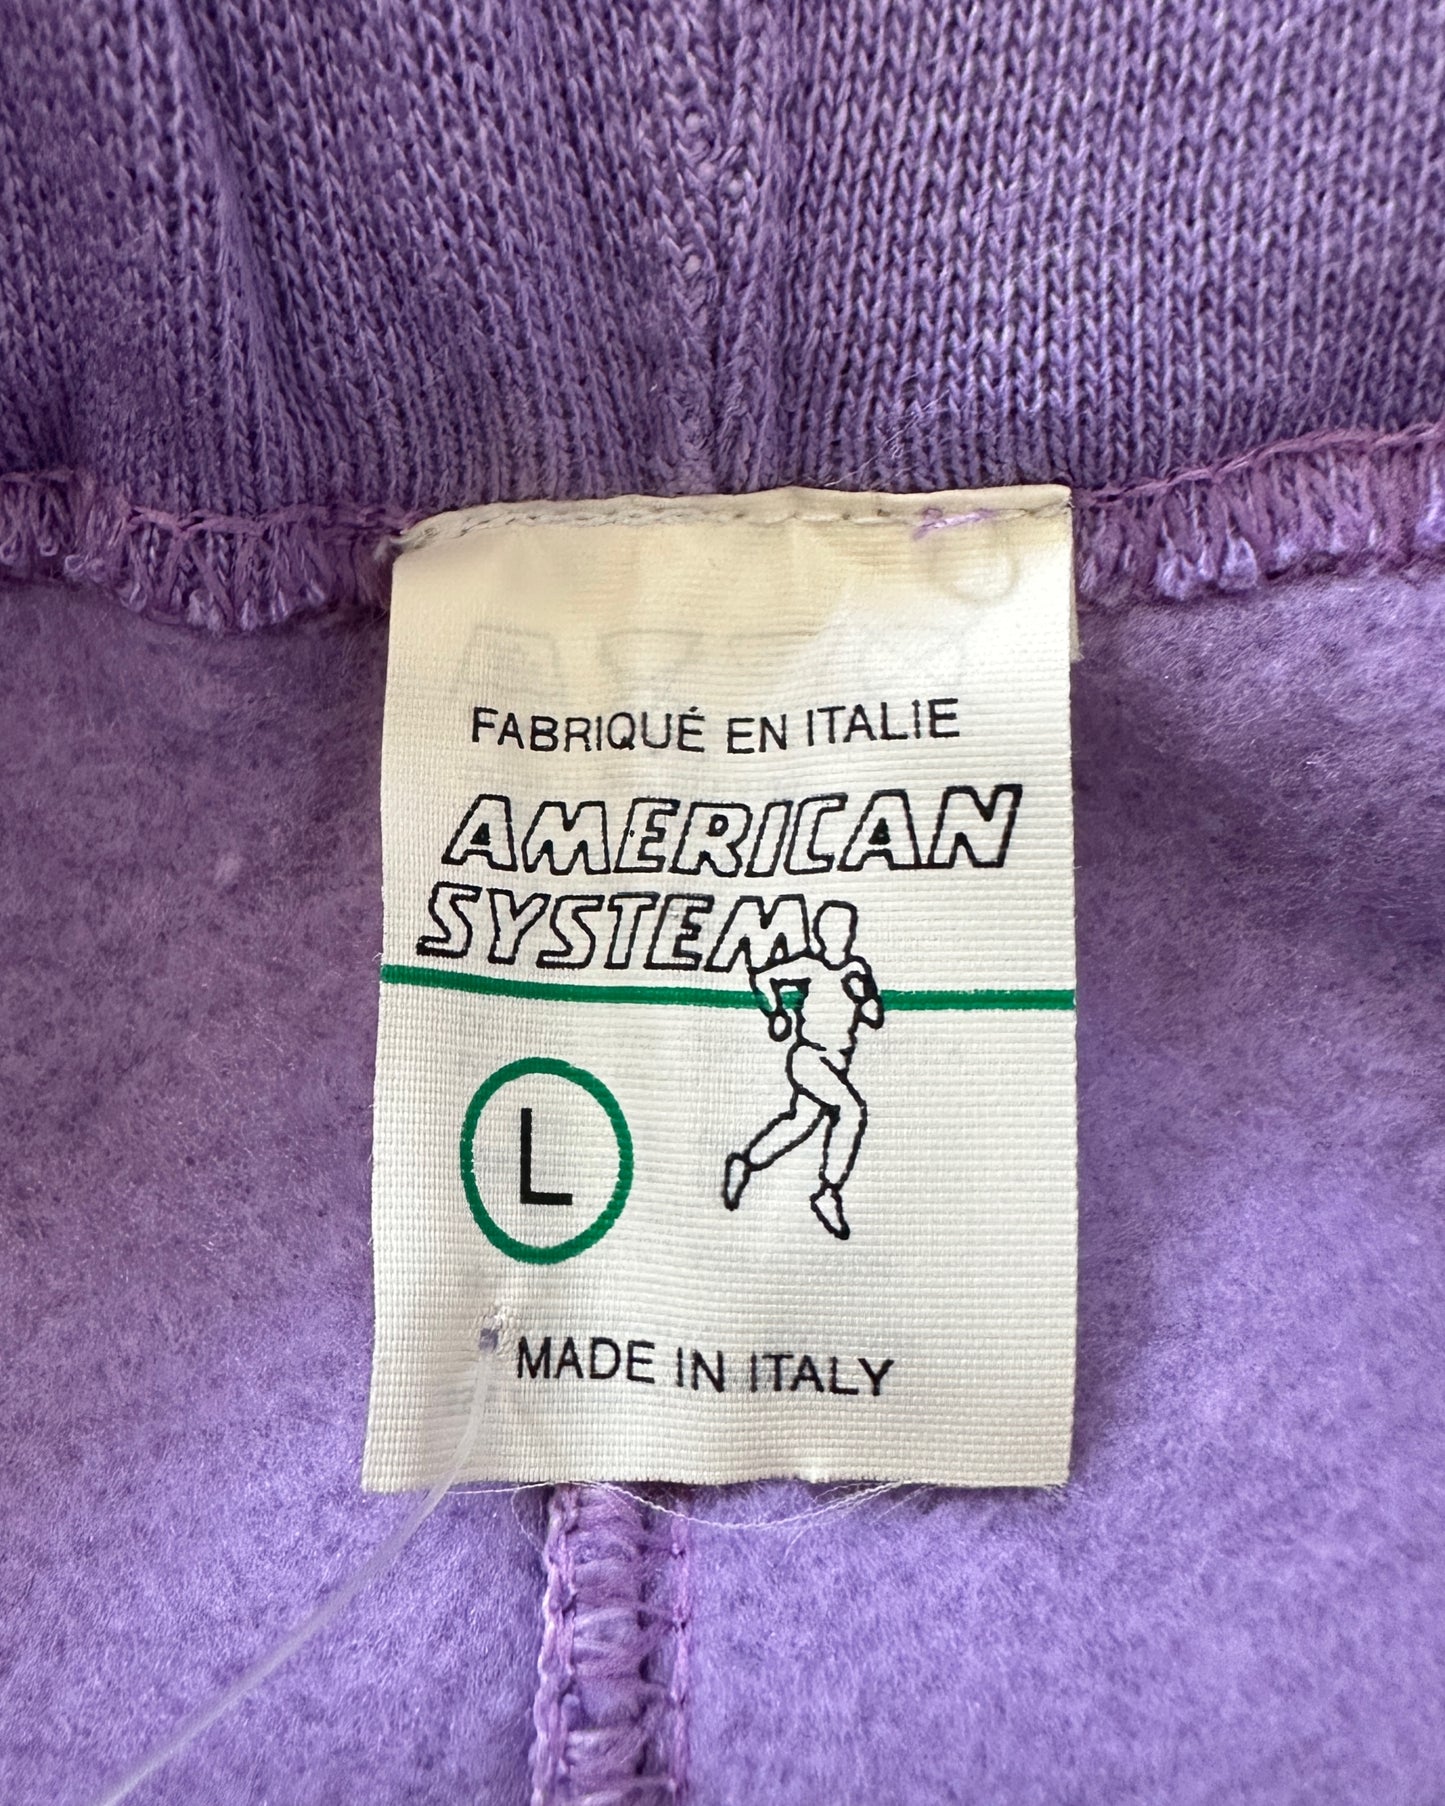 FABRIQUÉ EN ITALIE
AMERICAN
SYSTEM
L
MADE IN ITALY